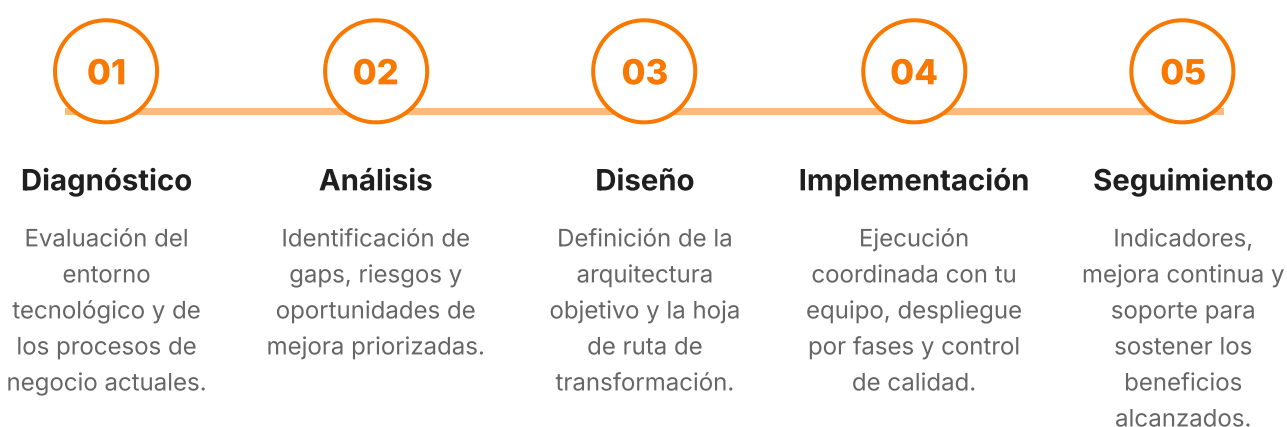 01
Diagnóstico
Evaluación del
entorno
tecnológico y de
los procesos de
negocio actuales.
02
Análisis
Identificación de
gaps, riesgos y
oportunidades de
mejora priorizadas.
03
Diseño
Definición de la
arquitectura
objetivo y la hoja
de ruta de
transformación.
04
Implementación
Ejecución
coordinada con tu
equipo, despliegue
por fases y control
de calidad.
05
Seguimiento
Indicadores,
mejora continua y
soporte para
sostener los
beneficios
alcanzados.